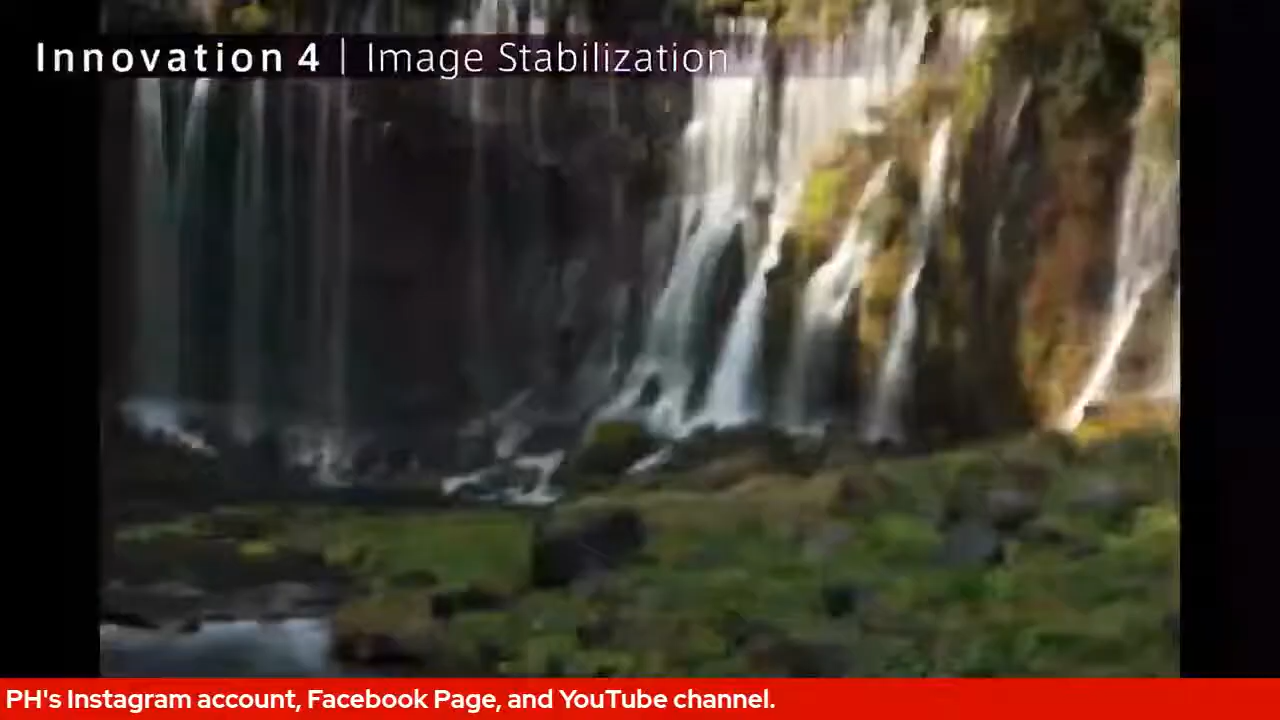 Innovation 4 | Image Stabilization
PH's Instagram account, Facebook Page, and YouTube channel.